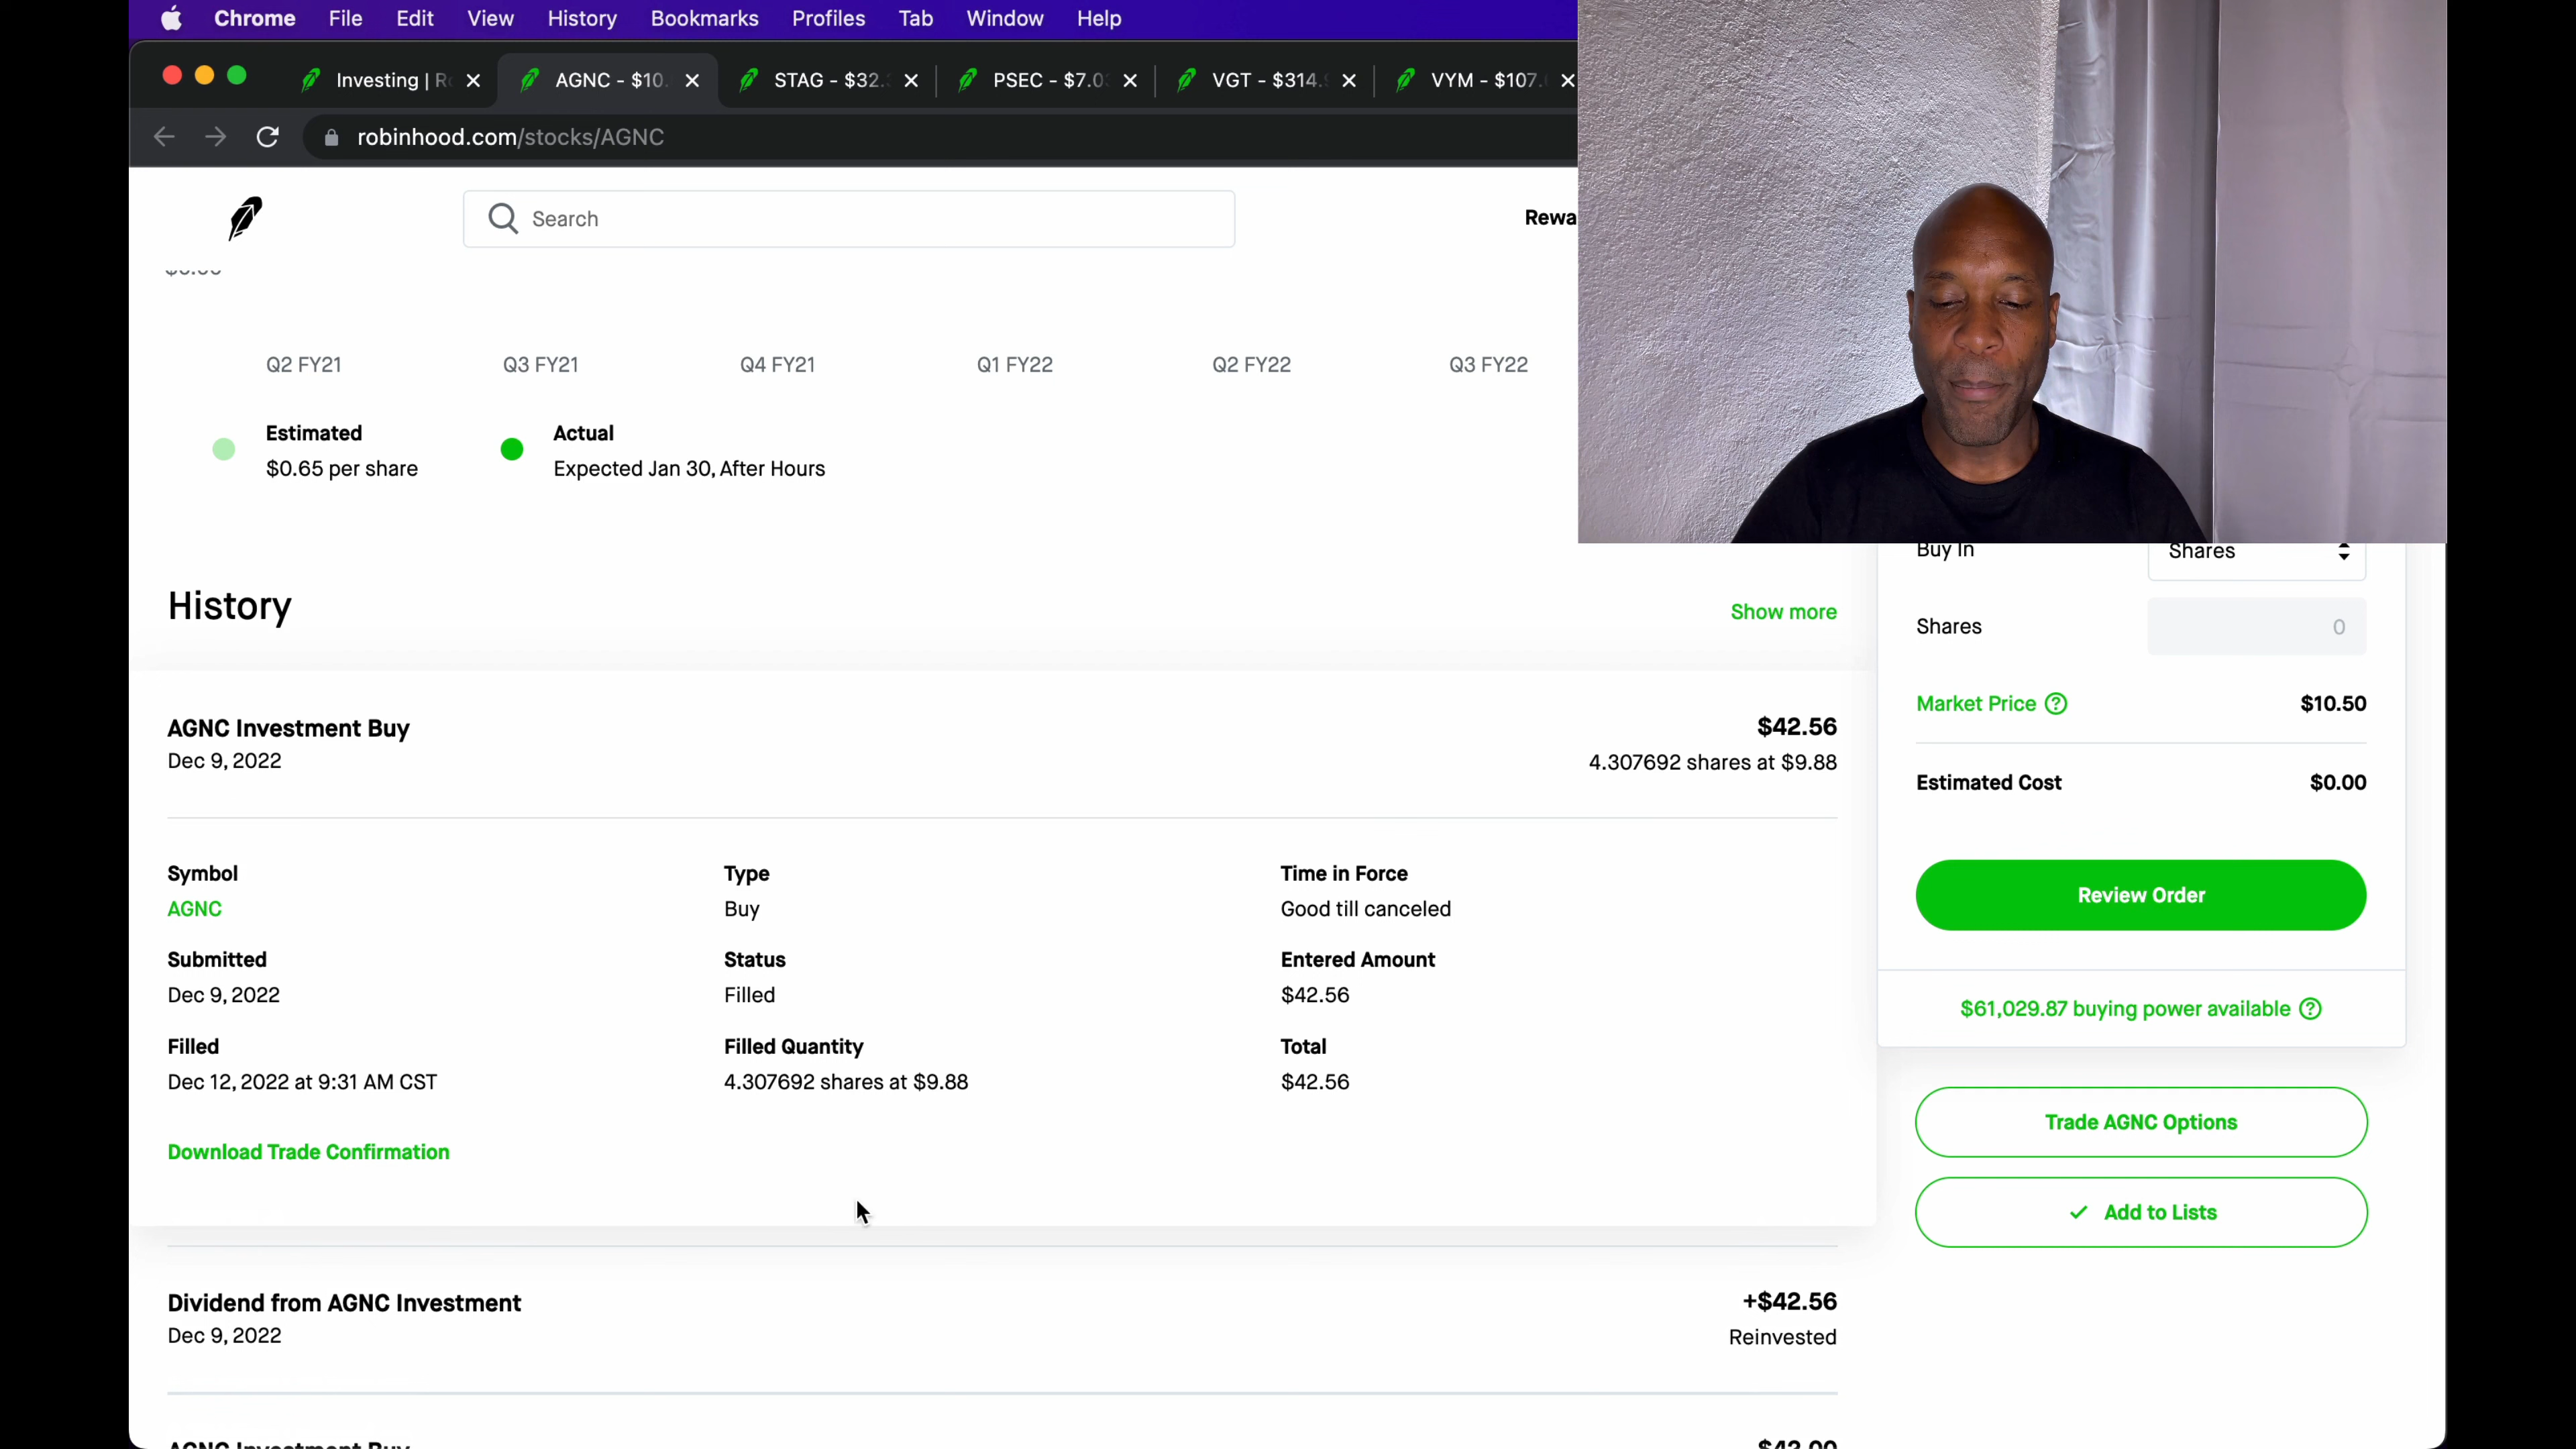 Chrome File Edit View History Bookmarks Profiles Tab Window Help
Investing | R
AGNC - $10.
STAG - $32.
PSEC - $7.0
VGT - $314.
VYM - $107.
robinhood.com/stocks/AGNC
Search
Rewa
Q2 FY21 Q3 FY21 Q4 FY21 Q1 FY22 Q2 FY22 Q3 FY22
Estimated
$0.65 per share
Actual
Expected Jan 30, After Hours
Buy In Shares
Shares 0
Market Price $10.50
Estimated Cost $0.00
Review Order
$61,029.87 buying power available
Trade AGNC Options
Add to Lists
History
Show more
AGNC Investment Buy $42.56
Dec 9, 2022 4.307692 shares at $9.88
Symbol Type Time in Force
AGNC Buy Good till canceled
Submitted Status Entered Amount
Dec 9, 2022 Filled $42.56
Filled Filled Quantity Total
Dec 12, 2022 at 9:31 AM CST 4.307692 shares at $9.88 $42.56
Download Trade Confirmation
Dividend from AGNC Investment +$42.56
Dec 9, 2022 Reinvested
AGNC Investment Buy